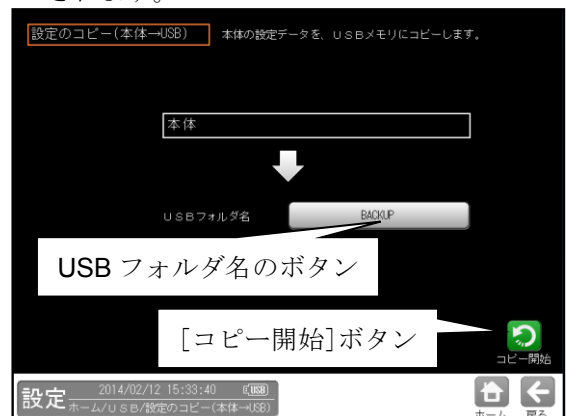 設定のコピー(本体→USB) 本体の設定データを、USBメモリにコピーします。
本体
USBフォルダ名 BACKUP
USB フォルダ名のボタン
[コピー開始]ボタン
コピー開始
設定 2014/02/12 15:33:40 USB
ホーム/USB/設定のコピー(本体→USB)
ホーム 戻る